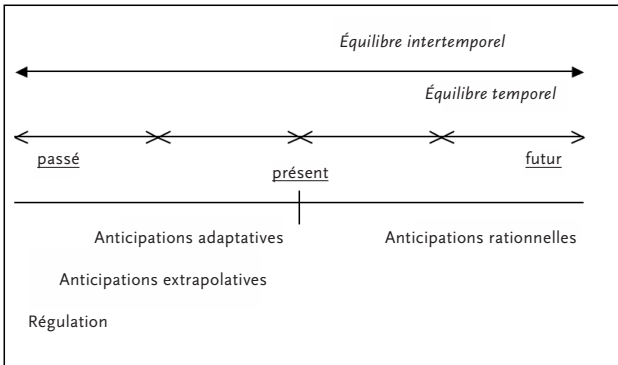 Équilibre intertemporel
Équilibre temporel
passé futur
présent
Anticipations adaptatives Anticipations rationnelles
Anticipations extrapolatives
Régulation